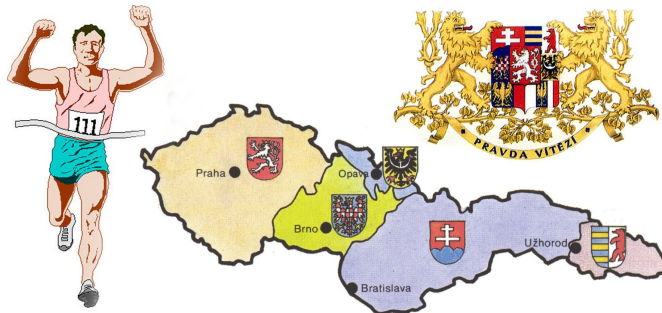 111
PRAVDA VÍTĚZÍ
Praha
Opava
Brno
Užhorod
Bratislava